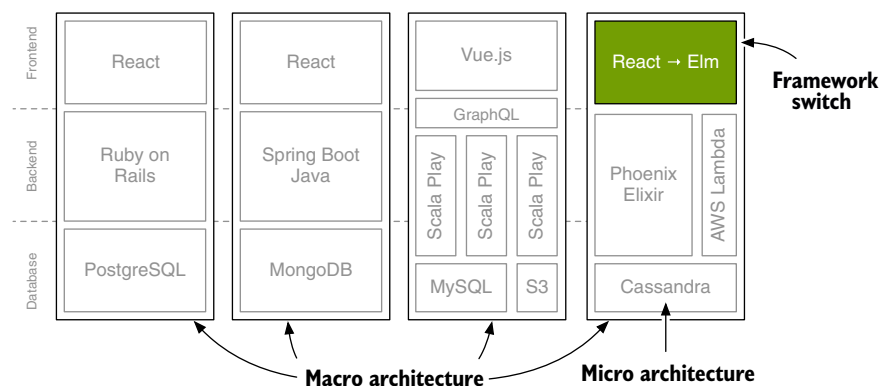 Frontend
Backend
Database
React
Ruby on
Rails
PostgreSQL
React
Spring Boot
Java
MongoDB
Vue.js
GraphQL
Scala Play
Scala Play
Scala Play
MySQL
S3
React → Elm
Phoenix
Elixir
AWS Lambda
Cassandra
Framework
switch
Macro architecture
Micro architecture